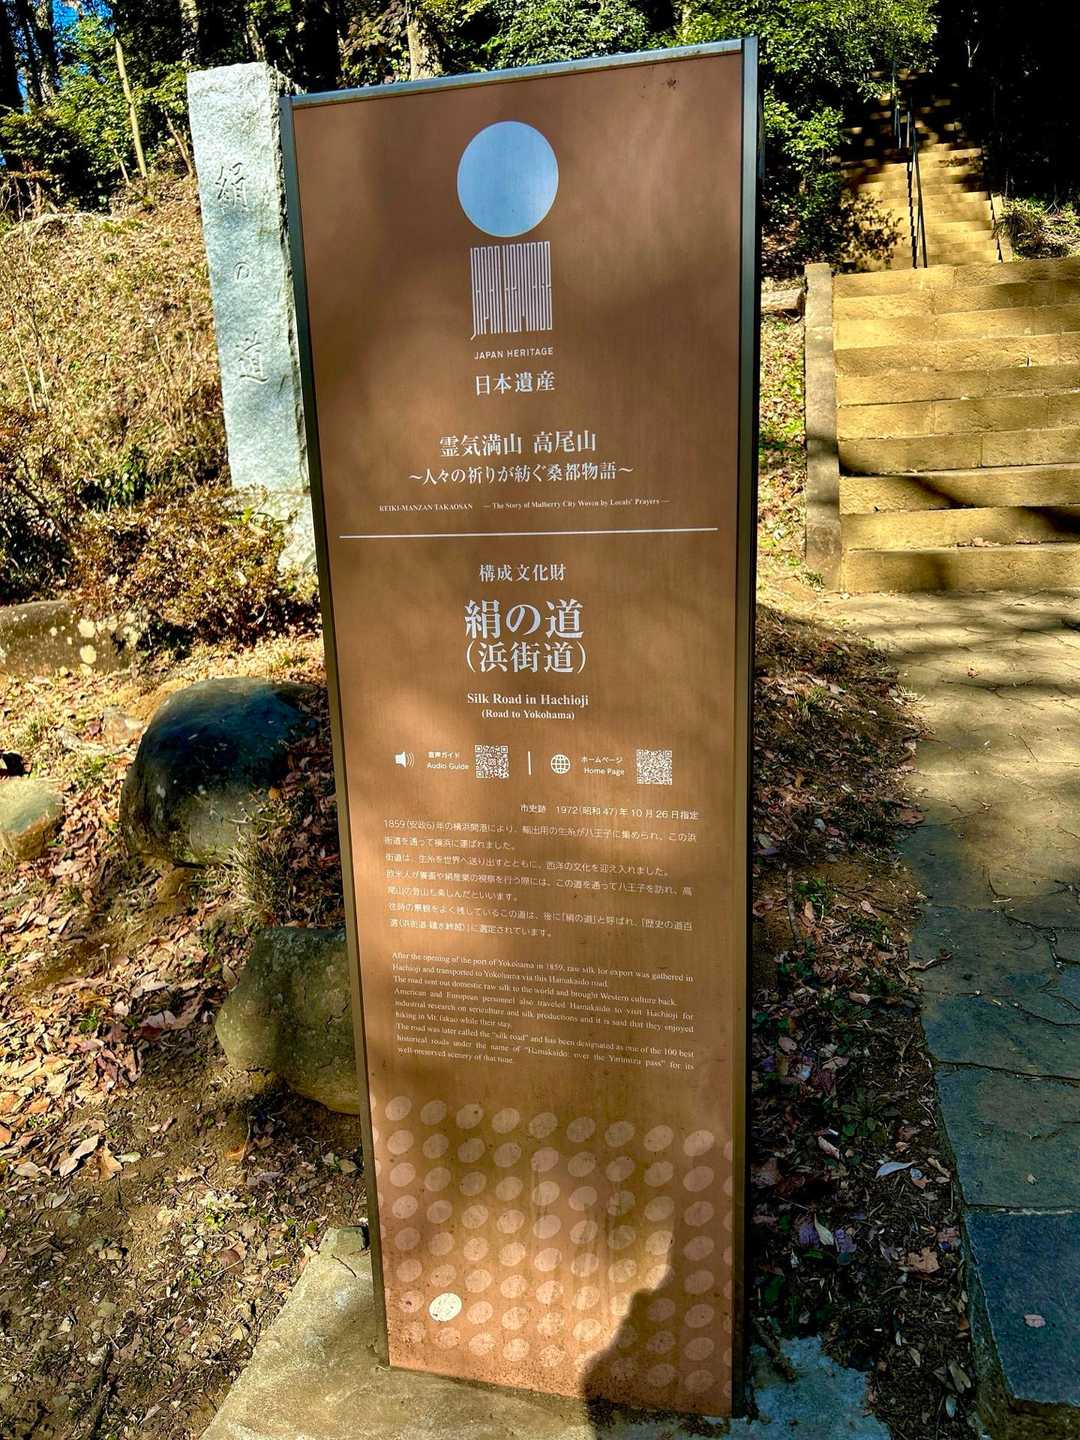 絹の道
JAPAN HERITAGE
JAPAN HERITAGE
日本遺産
霊気満山 高尾山
～人々の祈りが紡ぐ桑都物語～
REIKI-MANZAN TAKAOSAN — The Story of Mulberry City Woven by Locals' Prayers —
構成文化財
絹の道
(浜街道)
Silk Road in Hachioji
(Road to Yokohama)
音声ガイド
Audio Guide
ホームページ
Home Page
市史跡 1972(昭和47)年10月26日指定
1859(安政6)年の横浜開港により、輸出用の生糸が八王子に集められ、この浜
街道を通って横浜に運ばれました。
街道は、生糸を世界へ送り出すとともに、西洋の文化を迎え入れました。
欧米人が養蚕や絹産業の視察を行う際には、この道を通って八王子を訪れ、高
尾山の登山も楽しんだといいます。
往時の景観をよく残しているこの道は、後に「絹の道」と呼ばれ、『歴史の道百
選(浜街道-鑓水峠越)』に選定されています。
After the opening of the port of Yokohama in 1859, raw silk for export was gathered in
Hachioji and transported to Yokohama via this Hamakaido road.
The road sent out domestic raw silk to the world and brought Western culture back.
American and European personnel also traveled Hamakaido to visit Hachioji for
industrial research on sericulture and silk productions and it is said that they enjoyed
hiking in Mt. Takao while their stay.
The road was later called the "silk road" and has been designated as one of the 100 best
historical roads under the name of "Hamakaido: over the Yarimizu pass" for its
well-preserved scenery of that time.